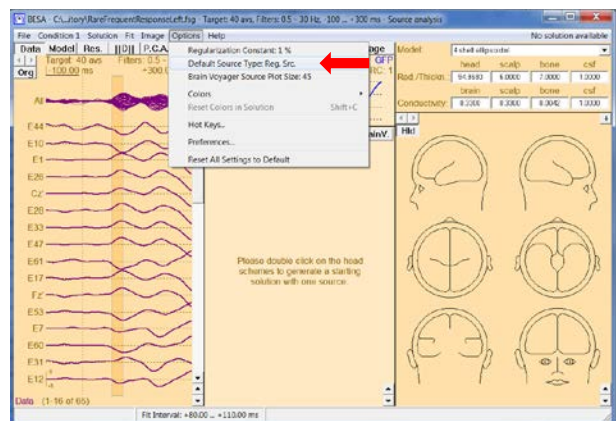 BESA - C:\...\tory\RareFrequentResponseLeft.fsg - Target: 40 avs, Filters: 0.5 - 30 Hz, -100 ... +300 ms - Source analysis
File Condition 1 Solution Fit Image Options Help No solution available
Data Model Res. ||D|| P.C.A.
Org Target: 40 avs Filters: 0.5 -
-100.00 ms +300.0
Regularization Constant: 1 %
Default Source Type: Reg. Src.
Brain Voyager Source Plot Size: 45
Colors
Reset Colors in Solution Shift+C
Hot Keys...
Preferences...
Reset All Settings to Default
GFP
Model: 4 shell ellipsoidal
head scalp bone csf
Rad./Thickn.: 6.0000 7.0000 1.0000
brain scalp bone csf
Conductivity: 0.3300 0.3300 0.0042 1.0000
Hkl
All
E44
E10
E1
E26
Cz'
E28
E33
E47
E61
E17
Fz'
E53
E7
E60
E31
E12
Please double click on the head
schemes to generate a starting
solution with one source.
Data (1-16 of 65)
Fit Interval: +80.00 ... +110.00 ms